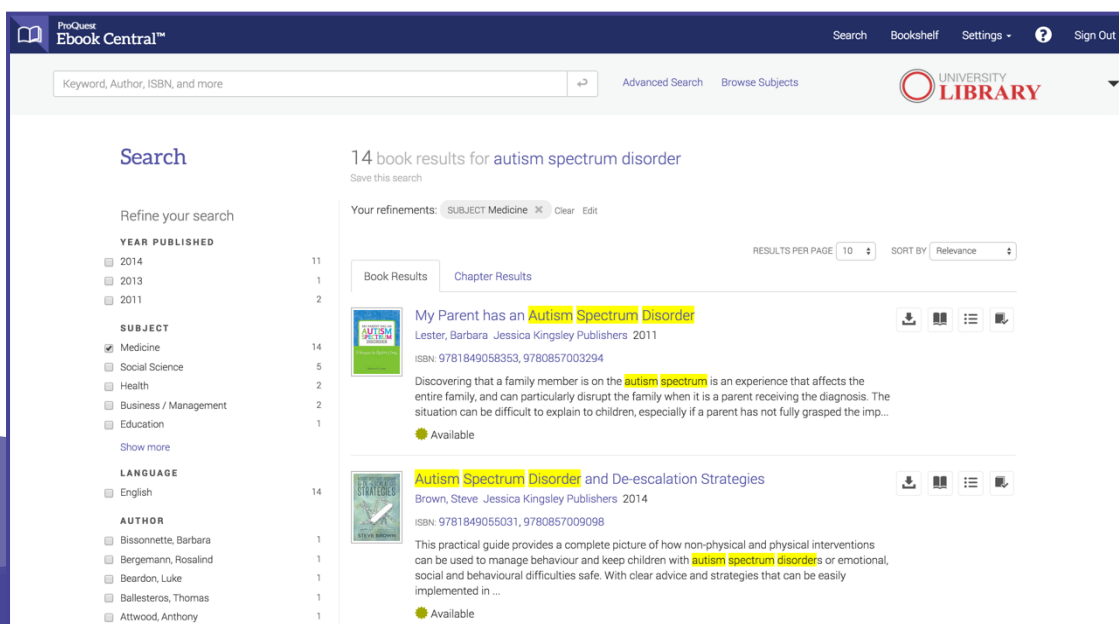 ProQuest
Ebook Central™
Search Bookshelf Settings ? Sign Out
Keyword, Author, ISBN, and more
Advanced Search Browse Subjects
UNIVERSITY
LIBRARY
Search
Refine your search
YEAR PUBLISHED
2014 11
2013 1
2011 2
SUBJECT
Medicine 14
Social Science 5
Health 2
Business / Management 2
Education 1
Show more
LANGUAGE
English 14
AUTHOR
Bissonnette, Barbara 1
Bergemann, Rosalind 1
Beardon, Luke 1
Ballesteros, Thomas 1
Attwood, Anthony 1
14 book results for autism spectrum disorder
Save this search
Your refinements: SUBJECT Medicine Clear Edit
RESULTS PER PAGE 10 SORT BY Relevance
Book Results Chapter Results
AUTISM
SPECTRUM
My Parent has an Autism Spectrum Disorder
Lester, Barbara Jessica Kingsley Publishers 2011
ISBN: 9781849058353, 9780857003294
Discovering that a family member is on the autism spectrum is an experience that affects the
entire family, and can particularly disrupt the family when it is a parent receiving the diagnosis. The
situation can be difficult to explain to children, especially if a parent has not fully grasped the imp...
Available
STRATEGIES
STEVE BROWN
Autism Spectrum Disorder and De-escalation Strategies
Brown, Steve Jessica Kingsley Publishers 2014
ISBN: 9781849055031, 9780857009098
This practical guide provides a complete picture of how non-physical and physical interventions
can be used to manage behaviour and keep children with autism spectrum disorders or emotional,
social and behavioural difficulties safe. With clear advice and strategies that can be easily
implemented in ...
Available